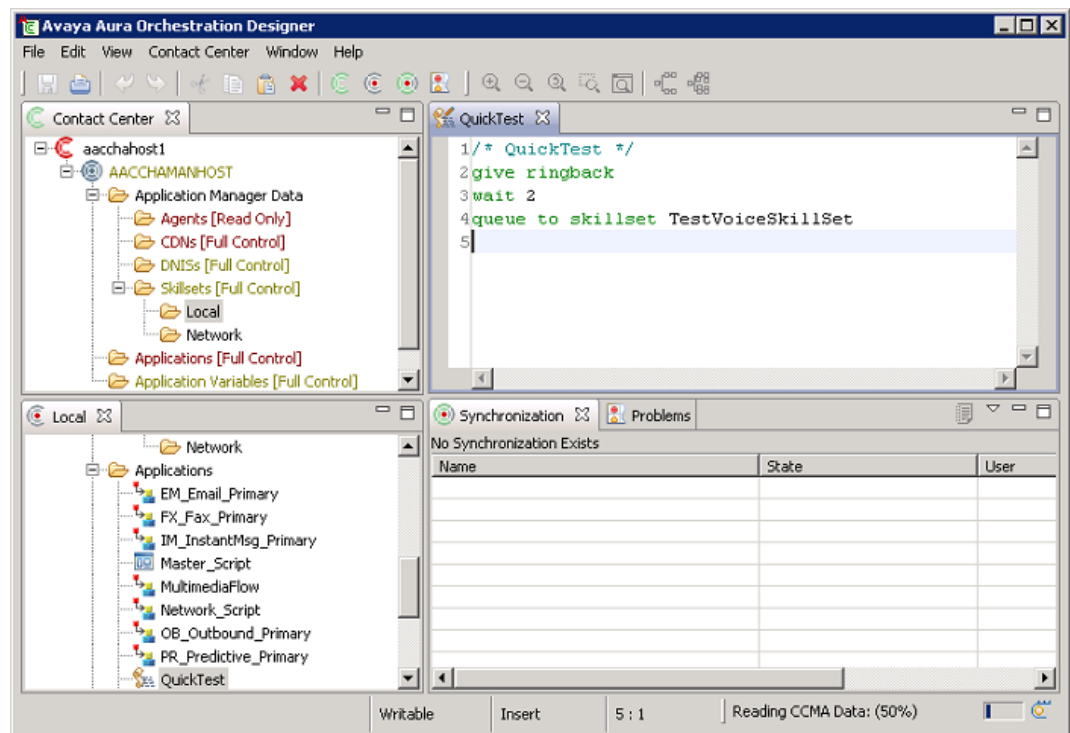 Avaya Aura Orchestration Designer
File Edit View Contact Center Window Help
Contact Center
aacchahost1
AACCHAMANHOST
Application Manager Data
Agents [Read Only]
CDNs [Full Control]
DNISs [Full Control]
Skillsets [Full Control]
Local
Network
Applications [Full Control]
Application Variables [Full Control]
QuickTest
1 /* QuickTest */
2 give ringback
3 wait 2
4 queue to skillset TestVoiceSkillSet
5
Local
Network
Applications
EM_Email_Primary
FX_Fax_Primary
IM_InstantMsg_Primary
Master_Script
MultimediaFlow
Network_Script
OB_Outbound_Primary
PR_Predictive_Primary
QuickTest
Synchronization Problems
No Synchronization Exists
Name State User
Writable Insert 5 : 1 Reading CCMA Data: (50%)